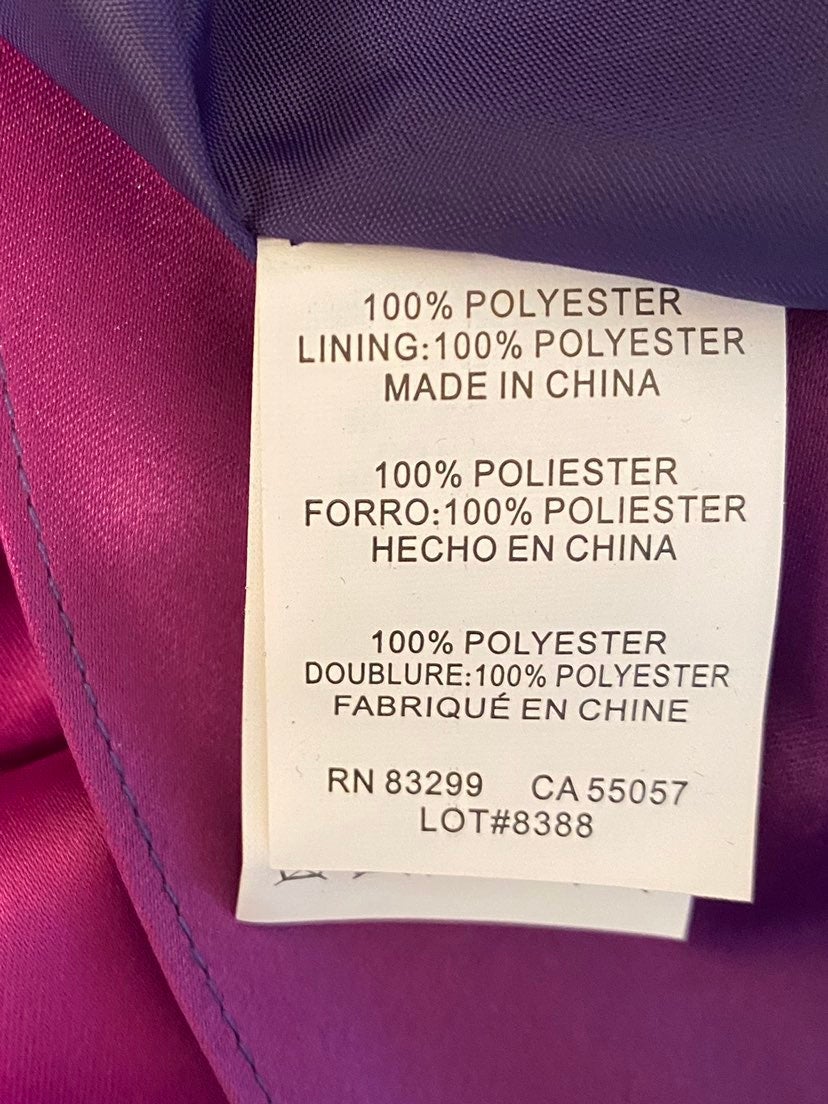 100% POLYESTER
LINING:100% POLYESTER
MADE IN CHINA
100% POLIESTER
FORRO:100% POLIESTER
HECHO EN CHINA
100% POLYESTER
DOUBLURE:100% POLYESTER
FABRIQUÉ EN CHINE
RN 83299 CA 55057
LOT#8388